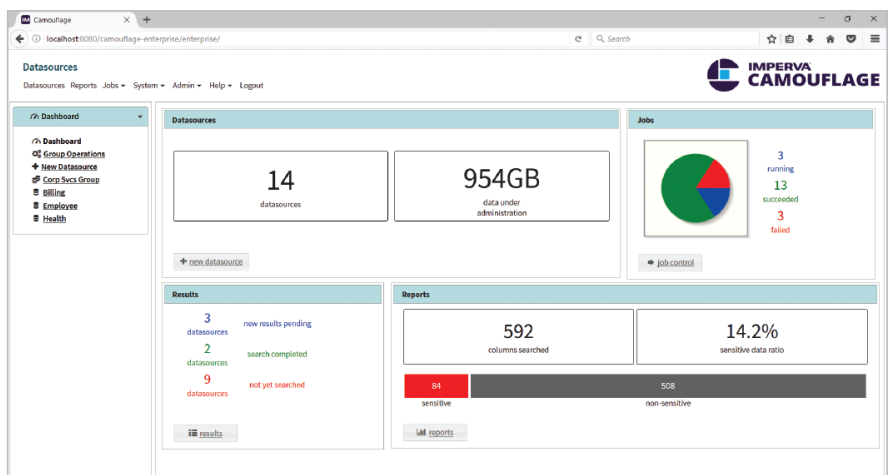 Camouflage
localhost:8080/camouflage-enterprise/enterprise/
Search
Datasources
Datasources Reports Jobs System Admin Help Logout
IMPERVA
CAMOUFLAGE
Dashboard
Dashboard
Group Operations
New Datasource
Corp Svcs Group
Billing
Employee
Health
Datasources
14
datasources
954GB
data under
administration
new datasource
Jobs
3
running
13
succeeded
3
failed
job control
Results
3
datasources
new results pending
2
datasources
search completed
9
datasources
not yet searched
results
Reports
592
columns searched
14.2%
sensitive data ratio
84
508
sensitive
non-sensitive
reports